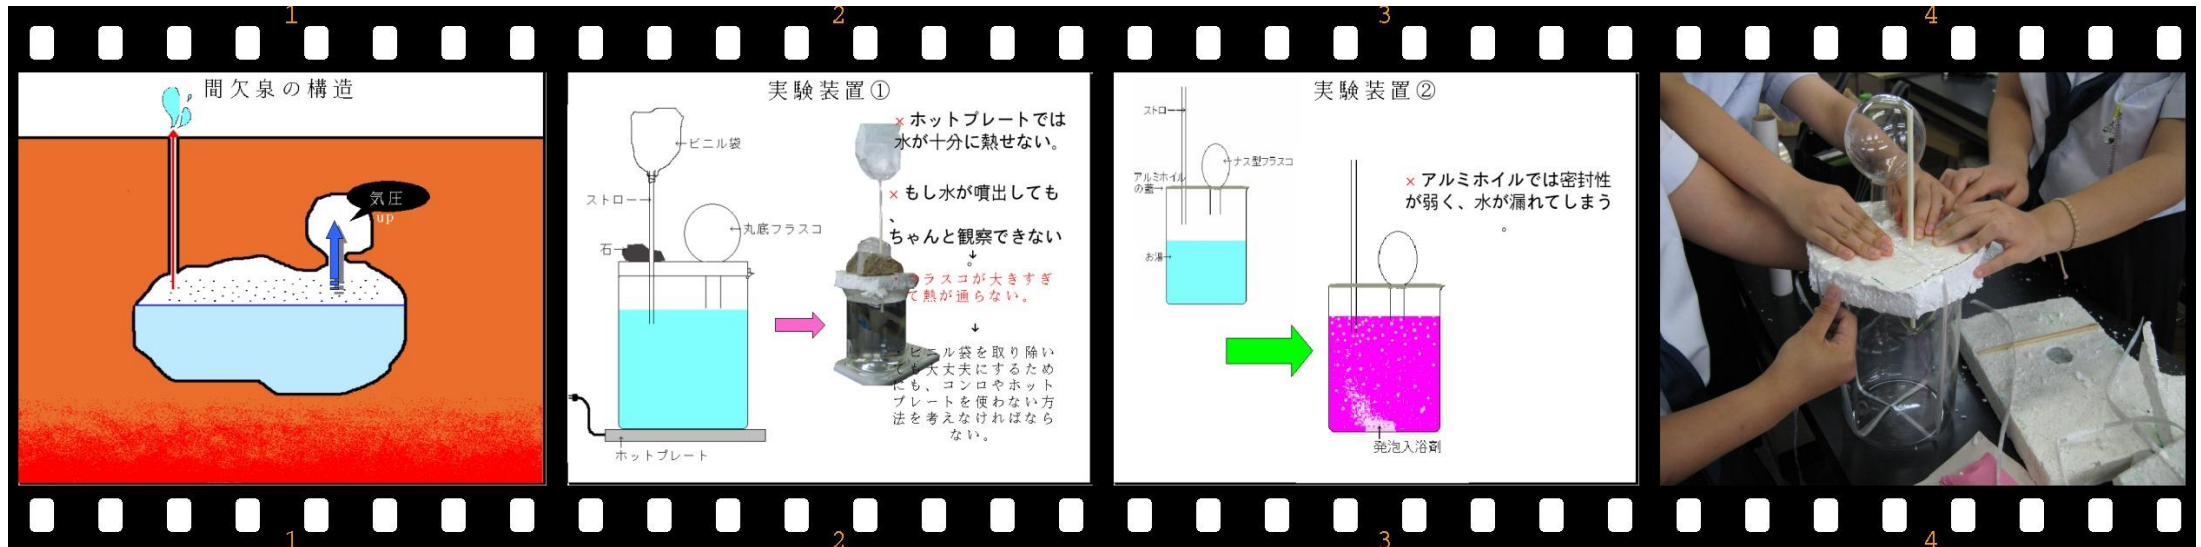 1
2
3
4
間欠泉の構造
気圧
up
実験装置①
ビニル袋
ストロー
丸底フラスコ
石
ホットプレート
× ホットプレートでは
水が十分に熱せない。
× もし水が噴出しても
、
ちゃんと観察できない
↓
。
ラスコが大きすぎ
て熱が通らない。
↓
ビニル袋を取り除い
ても大丈夫にするため
にも、コンロやホット
プレートを使わない方
法を考えなければなら
ない。
実験装置②
ストロー
ナス型フラスコ
アルミホイル
の蓋
お湯
× アルミホイルでは密封性
が弱く、水が漏れてしまう
。
発泡入浴剤
1
2
3
4